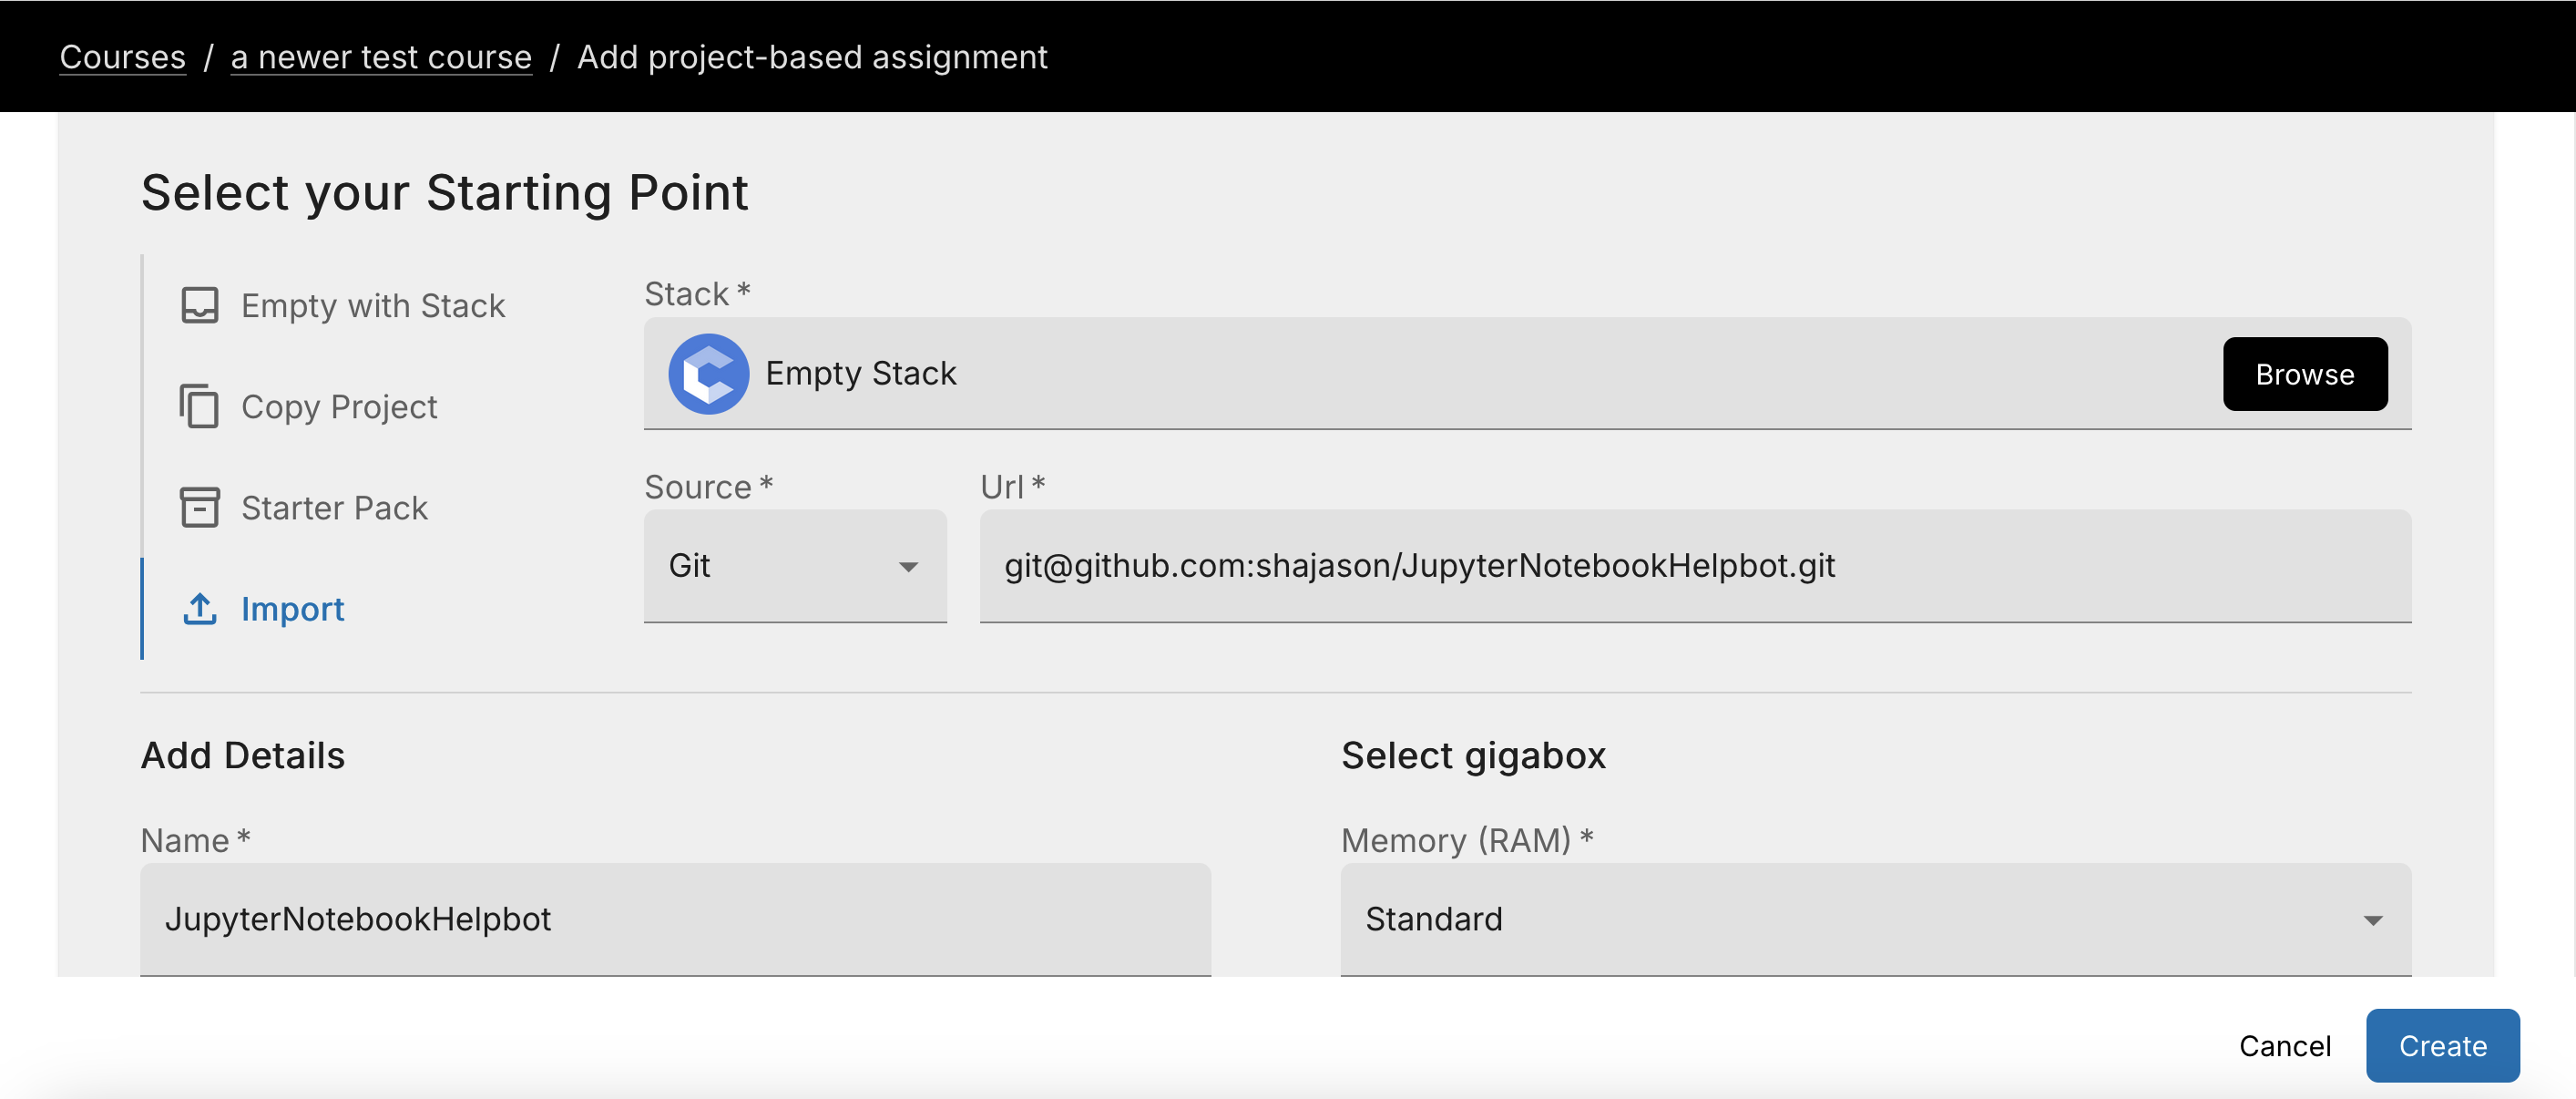 Courses / a newer test course / Add project-based assignment
Select your Starting Point
Empty with Stack
Copy Project
Starter Pack
Import
Stack *
Empty Stack
Browse
Source *
Url *
Git
git@github.com:shajason/JupyterNotebookHelpbot.git
Add Details
Select gigabox
Name *
Memory (RAM) *
JupyterNotebookHelpbot
Standard
Cancel
Create